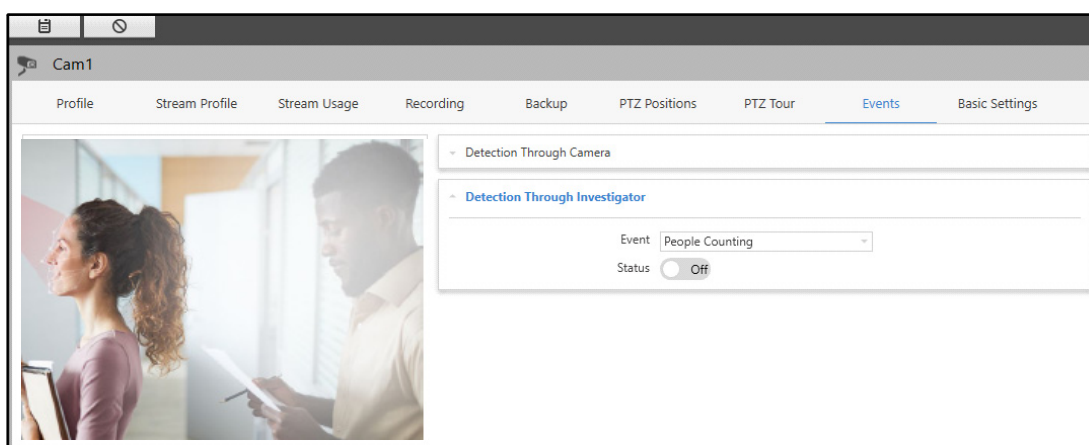 Cam1
Profile Stream Profile Stream Usage Recording Backup PTZ Positions PTZ Tour Events Basic Settings
Detection Through Camera
Detection Through Investigator
Event People Counting
Status Off